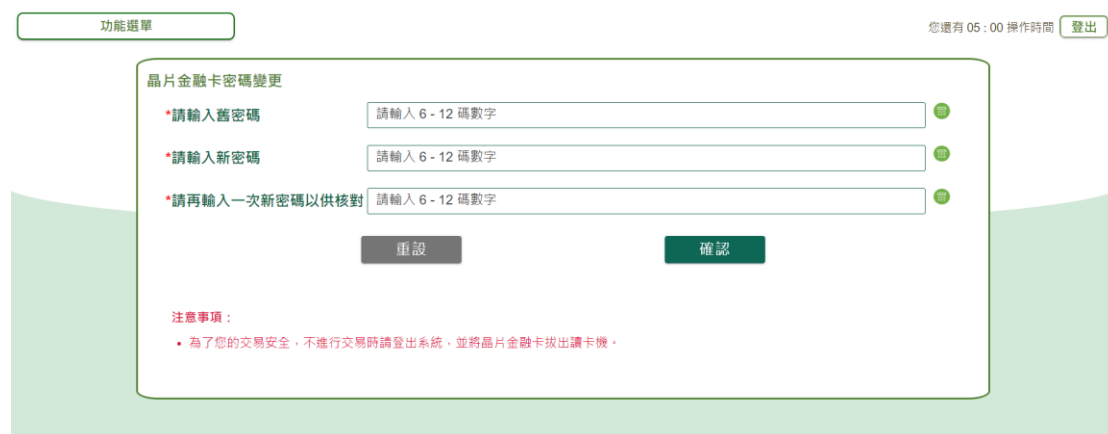 功能選單
您還有 05 : 00 操作時間 登出
晶片金融卡密碼變更
*請輸入舊密碼 請輸入 6 - 12 碼數字
*請輸入新密碼 請輸入 6 - 12 碼數字
*請再輸入一次新密碼以供核對 請輸入 6 - 12 碼數字
重設 確認
注意事項：
• 為了您的交易安全，不進行交易時請登出系統，並將晶片金融卡拔出讀卡機。